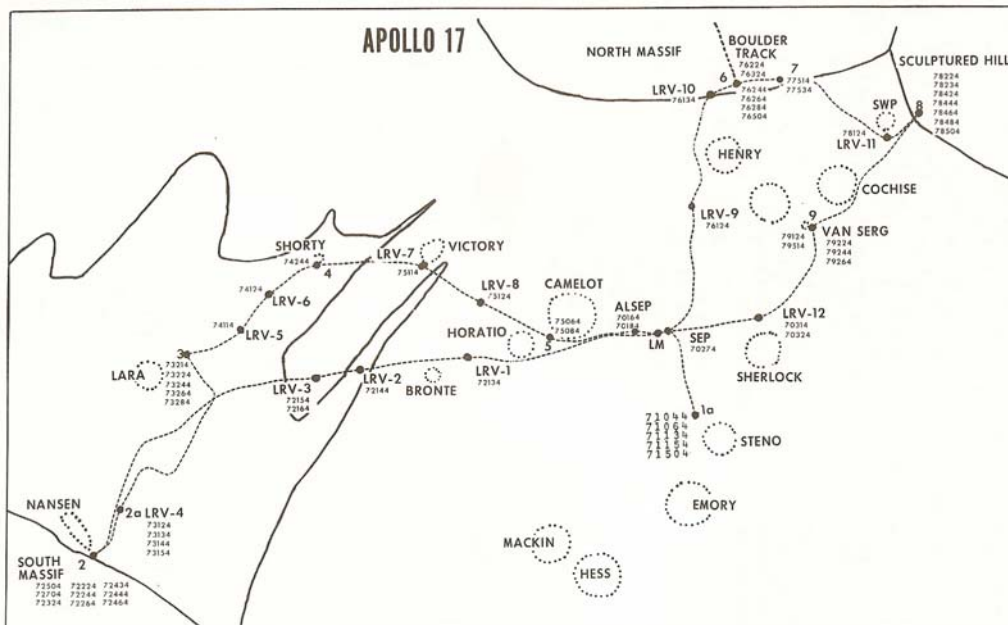 APOLLO 17
NORTH MASSIF
BOULDER
TRACK
76224
76324
6
76244
76264
76284
76504
7
77514
77534
LRV-10
76134
SCULPTURED HILL
78224
78234
78424
78444
78464
78484
78504
8
SWP
78124
LRV-11
HENRY
COCHISE
LRV-9
76124
9
VAN SERG
79124
79514
79224
79244
79264
SHORTY
74244
4
LRV-7
75114
VICTORY
74124
LRV-6
LRV-8
75124
CAMELOT
75064
75084
5
HORATIO
ALSEP
70164
70184
LM
SEP
70274
LRV-12
70314
70324
SHERLOCK
74114
LRV-5
3
73214
73224
73244
73264
73284
LARA
LRV-3
72154
72164
LRV-2
72144
BRONTE
LRV-1
72134
1a
71044
71064
71134
71154
71504
STENO
EMORY
MACKIN
HESS
NANSEN
2a LRV-4
73124
73134
73144
73154
2
SOUTH
MASSIF
72504 72224 72434
72704 72244 72444
72324 72264 72464